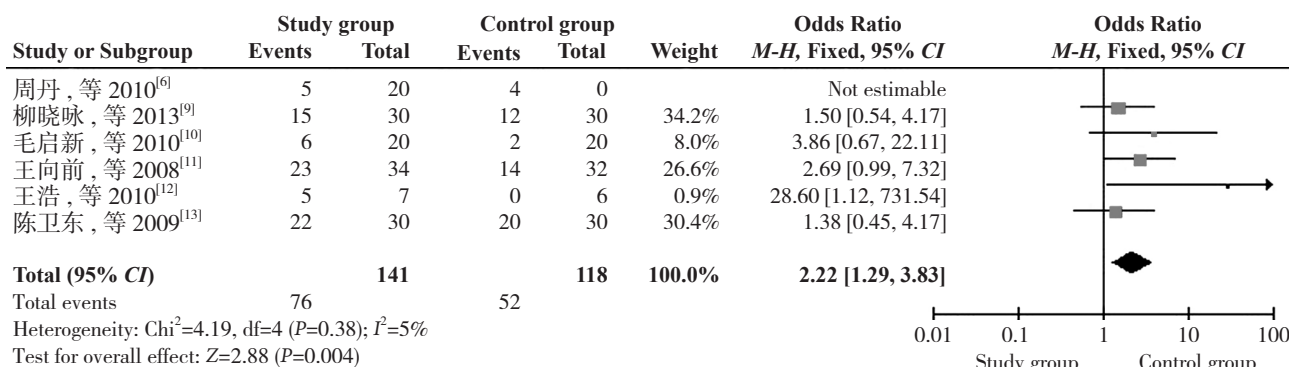 Study group Control group Odds Ratio Odds Ratio
Study or Subgroup Events Total Events Total Weight M-H, Fixed, 95% CI M-H, Fixed, 95% CI
周丹，等 2010[6] 5 20 4 0 Not estimable
柳晓咏，等 2013[9] 15 30 12 30 34.2% 1.50 [0.54, 4.17]
毛启新，等 2010[10] 6 20 2 20 8.0% 3.86 [0.67, 22.11]
王向前，等 2008[11] 23 34 14 32 26.6% 2.69 [0.99, 7.32]
王浩，等 2010[12] 5 7 0 6 0.9% 28.60 [1.12, 731.54]
陈卫东，等 2009[13] 22 30 20 30 30.4% 1.38 [0.45, 4.17]
Total (95% CI) 141 118 100.0% 2.22 [1.29, 3.83]
Total events 76 52
Heterogeneity: Chi²=4.19, df=4 (P=0.38); I²=5%
Test for overall effect: Z=2.88 (P=0.004)
0.01 0.1 1 10 100
Study group Control group